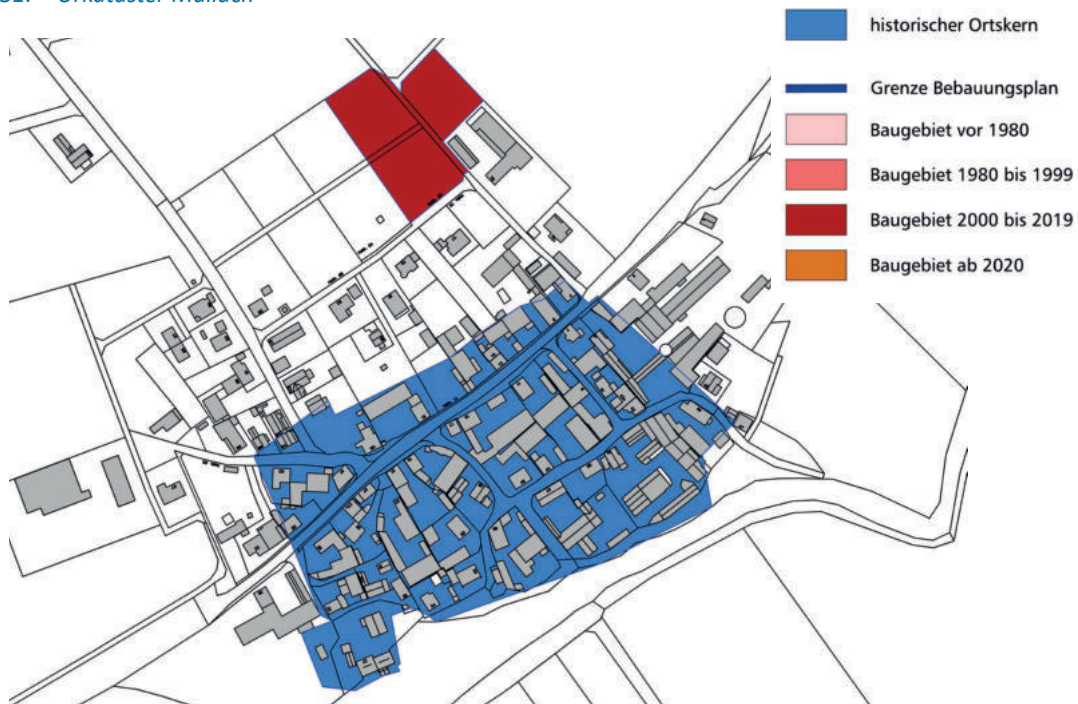 historischer Ortskern
Grenze Bebauungsplan
Baugebiet vor 1980
Baugebiet 1980 bis 1999
Baugebiet 2000 bis 2019
Baugebiet ab 2020